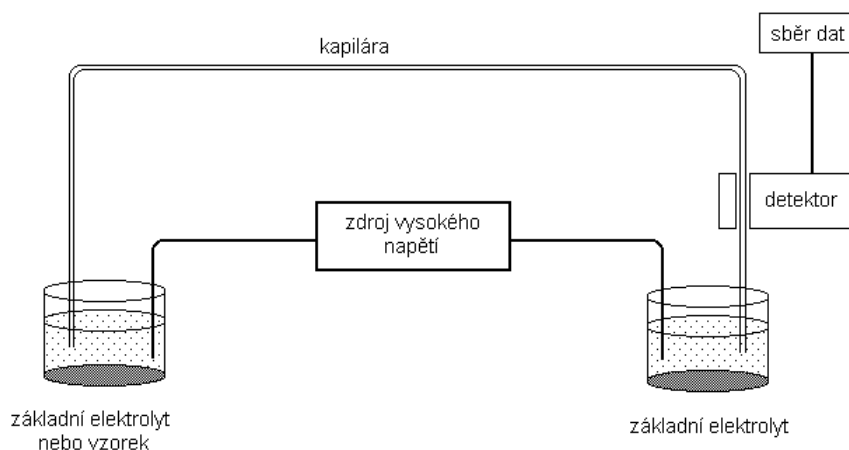 sběr dat
kapilára
detektor
zdroj vysokého
napětí
základní elektrolyt
nebo vzorek
základní elektrolyt